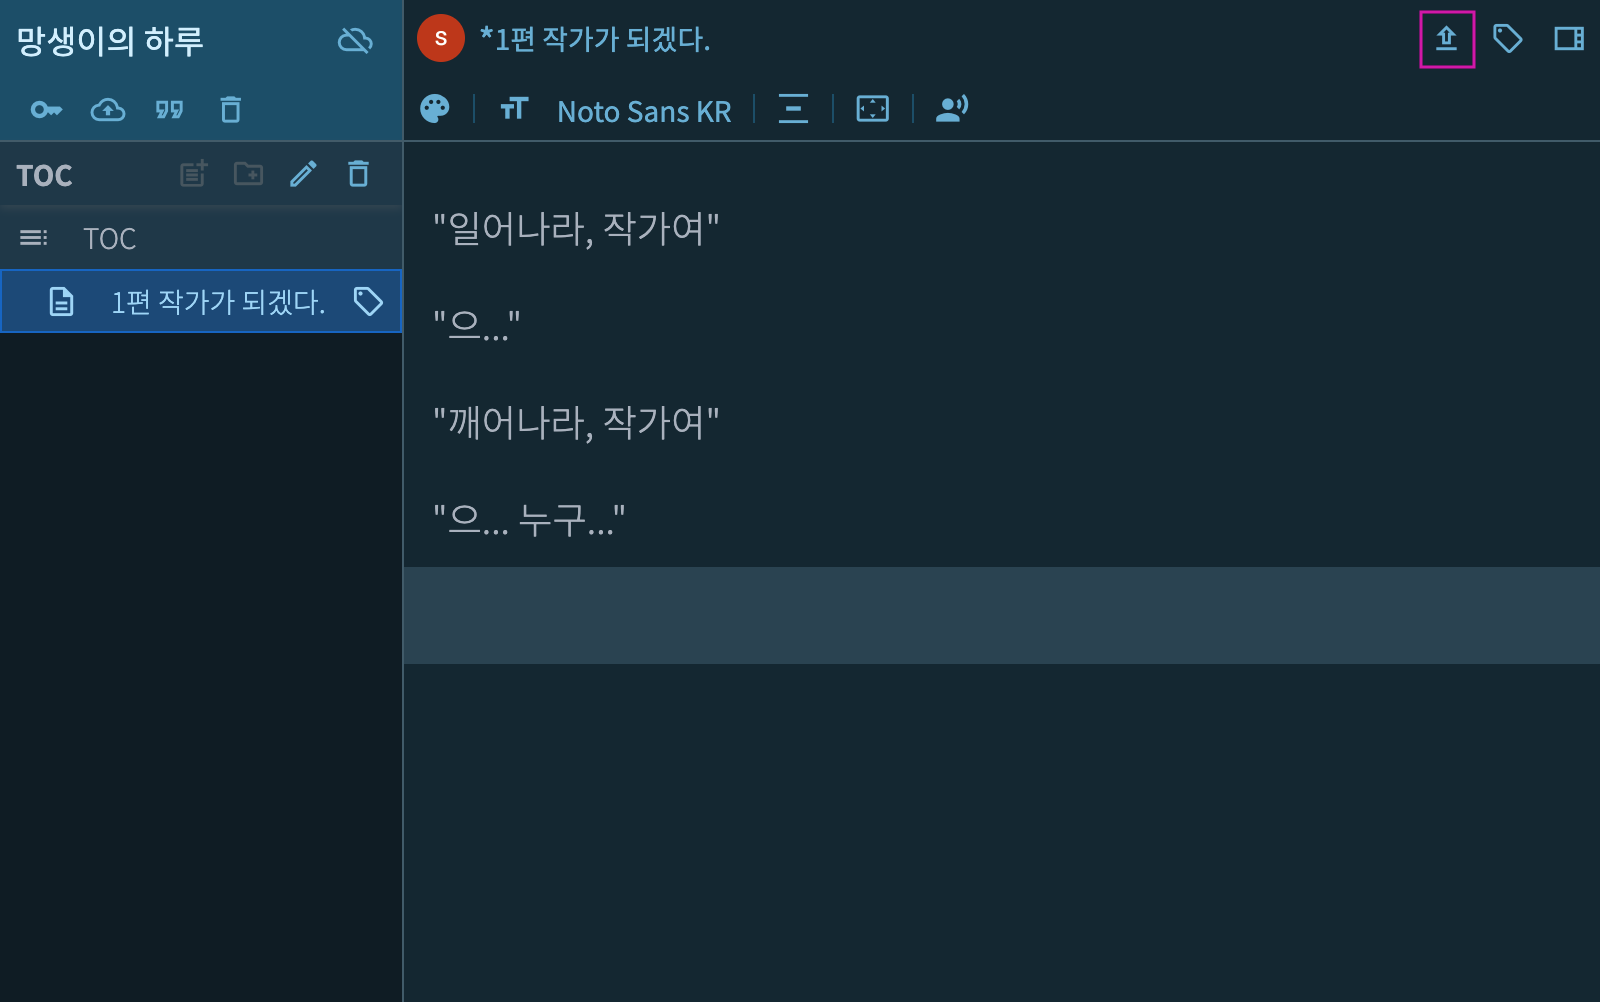 망생이의 하루
S *1편 작가가 되겠다.
Noto Sans KR
TOC
TOC
1편 작가가 되겠다.
"일어나라, 작가여"
"으..."
"깨어나라, 작가여"
"으... 누구..."